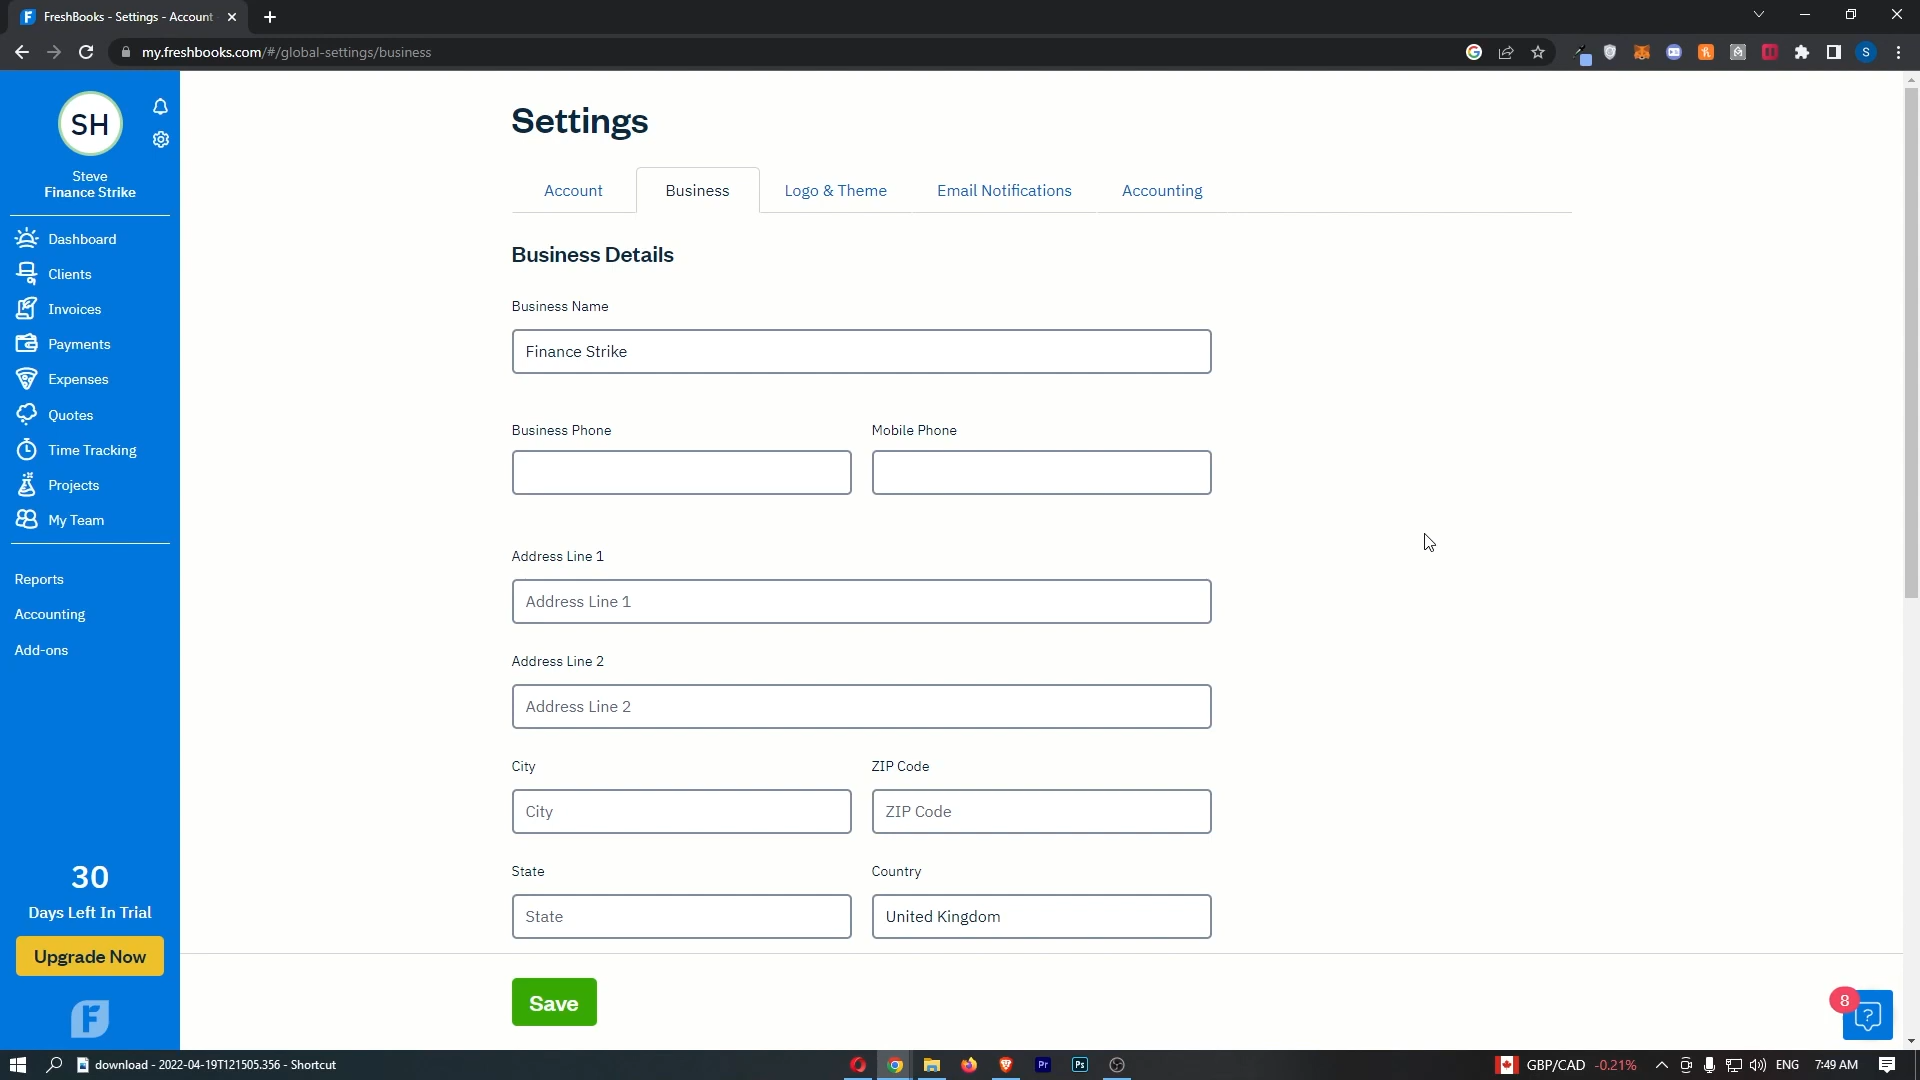 FreshBooks - Settings - Account
my.freshbooks.com/#/global-settings/business
S
SH
Steve
Finance Strike
Dashboard
Clients
Invoices
Payments
Expenses
Quotes
Time Tracking
Projects
My Team
Reports
Accounting
Add-ons
30
Days Left In Trial
Upgrade Now
Settings
Account
Business
Logo & Theme
Email Notifications
Accounting
Business Details
Business Name
Finance Strike
Business Phone
Mobile Phone
Address Line 1
Address Line 1
Address Line 2
Address Line 2
City
ZIP Code
City
ZIP Code
State
Country
State
United Kingdom
Save
8
download - 2022-04-19T121505.356 - Shortcut
Pr
Ps
GBP/CAD
-0.21%
ENG
7:49 AM